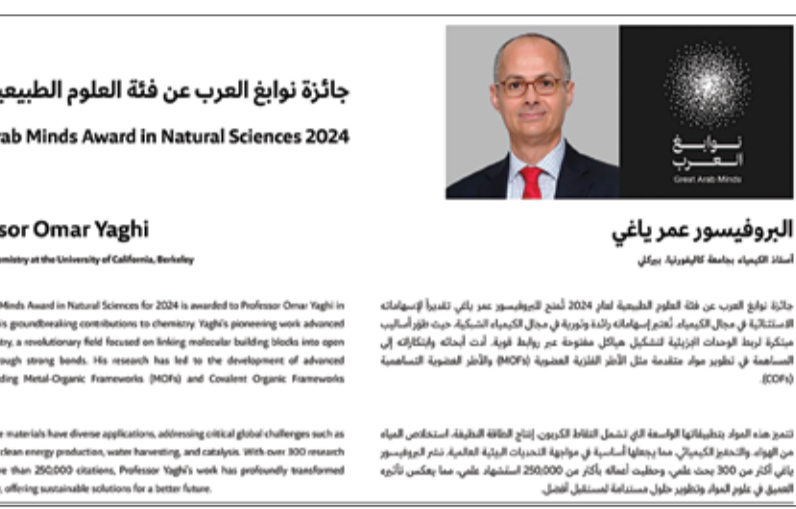 جائزة نوابغ العرب عن فئة العلوم الطبيعي
rab Minds Award in Natural Sciences 2024
نوابغ
العرب
Great Arab Minds
sor Omar Yaghi
emistry at the University of California, Berkeley
Minds Award in Natural Sciences for 2024 is awarded to Professor Omar Yaghi in
is groundbreaking contributions to chemistry. Yaghi's pioneering work advanced
try, a revolutionary field focused on linking molecular building blocks into open
ough strong bonds. His research has led to the development of advanced
ding Metal-Organic Frameworks (MOFs) and Covalent Organic Frameworks
e materials have diverse applications, addressing critical global challenges such as
clean energy production, water harvesting, and catalysis. With over 300 research
re than 250,000 citations, Professor Yaghi's work has profoundly transformed
, offering sustainable solutions for a better future.
البروفيسور عمر ياغي
أستاذ الكيمياء بجامعة كاليفورنيا، بيركلي
جائزة نوابغ العرب عن فئة العلوم الطبيعية لعام 2024 تُمنح للبروفيسور عمر ياغي تقديراً لإسهاماته
الاستثنائية في مجال الكيمياء. تُعتبر إسهاماته رائدة وثورية في مجال الكيمياء الشبكية، حيث طوّر أساليب
مبتكرة لربط الوحدات الجزيئية لتشكيل هياكل مفتوحة عبر روابط قوية. أدت أبحاثه وابتكاراته إلى
المساهمة في تطوير مواد متقدمة مثل الأطر الفلزية العضوية (MOFs) والأطر العضوية التساهمية
(COFs).
تتميز هذه المواد بتطبيقاتها الواسعة التي تشمل التقاط الكربون، إنتاج الطاقة النظيفة، استخلاص المياه
من الهواء، والتحفيز الكيميائي، مما يجعلها أساسية في مواجهة التحديات البيئية العالمية. نشر البروفيسور
ياغي أكثر من 300 بحث علمي، وحظيت أعماله بأكثر من 250,000 استشهاد علمي، مما يعكس تأثيره
العميق في علوم المواد وتطوير حلول مستدامة لمستقبل أفضل.